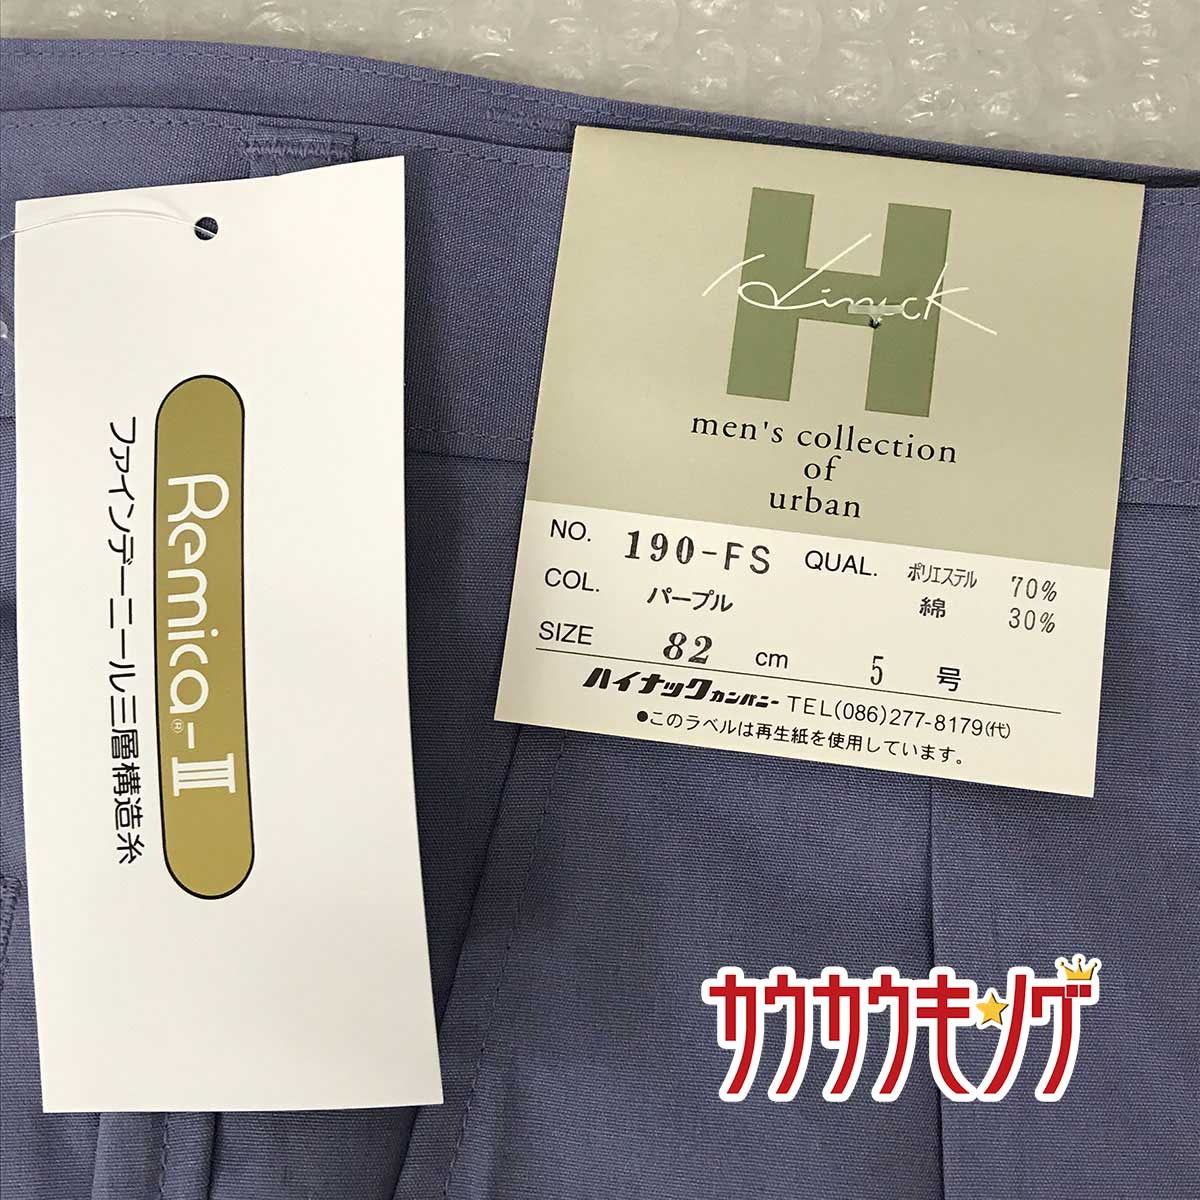 Remica®-III
ファインデーニール三層構造糸
H
Hinack
men's collection
of
urban
NO. 190-FS QUAL. ポリエステル 70%
綿 30%
COL. パープル
SIZE 82 cm 5 号
ハイナックカンパニー TEL(086)277-8179(代)
●このラベルは再生紙を使用しています。
カウカウキング